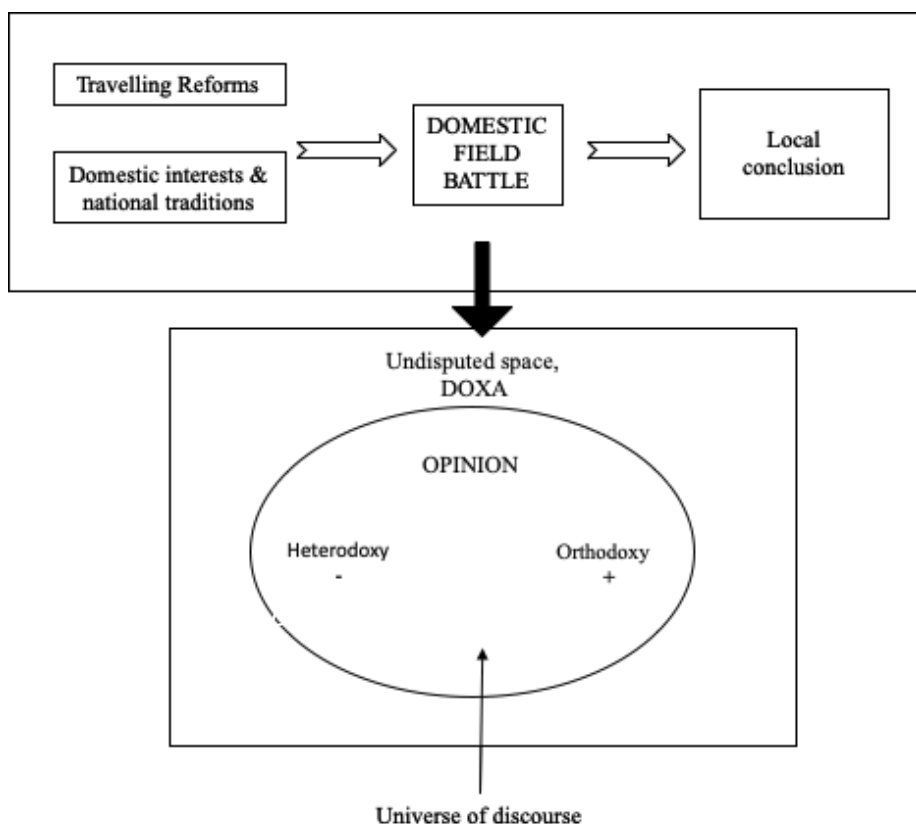 Travelling Reforms
Domestic interests &
national traditions
DOMESTIC
FIELD
BATTLE
Local
conclusion
Undisputed space,
DOXA
OPINION
Heterodoxy
-
Orthodoxy
+
Universe of discourse